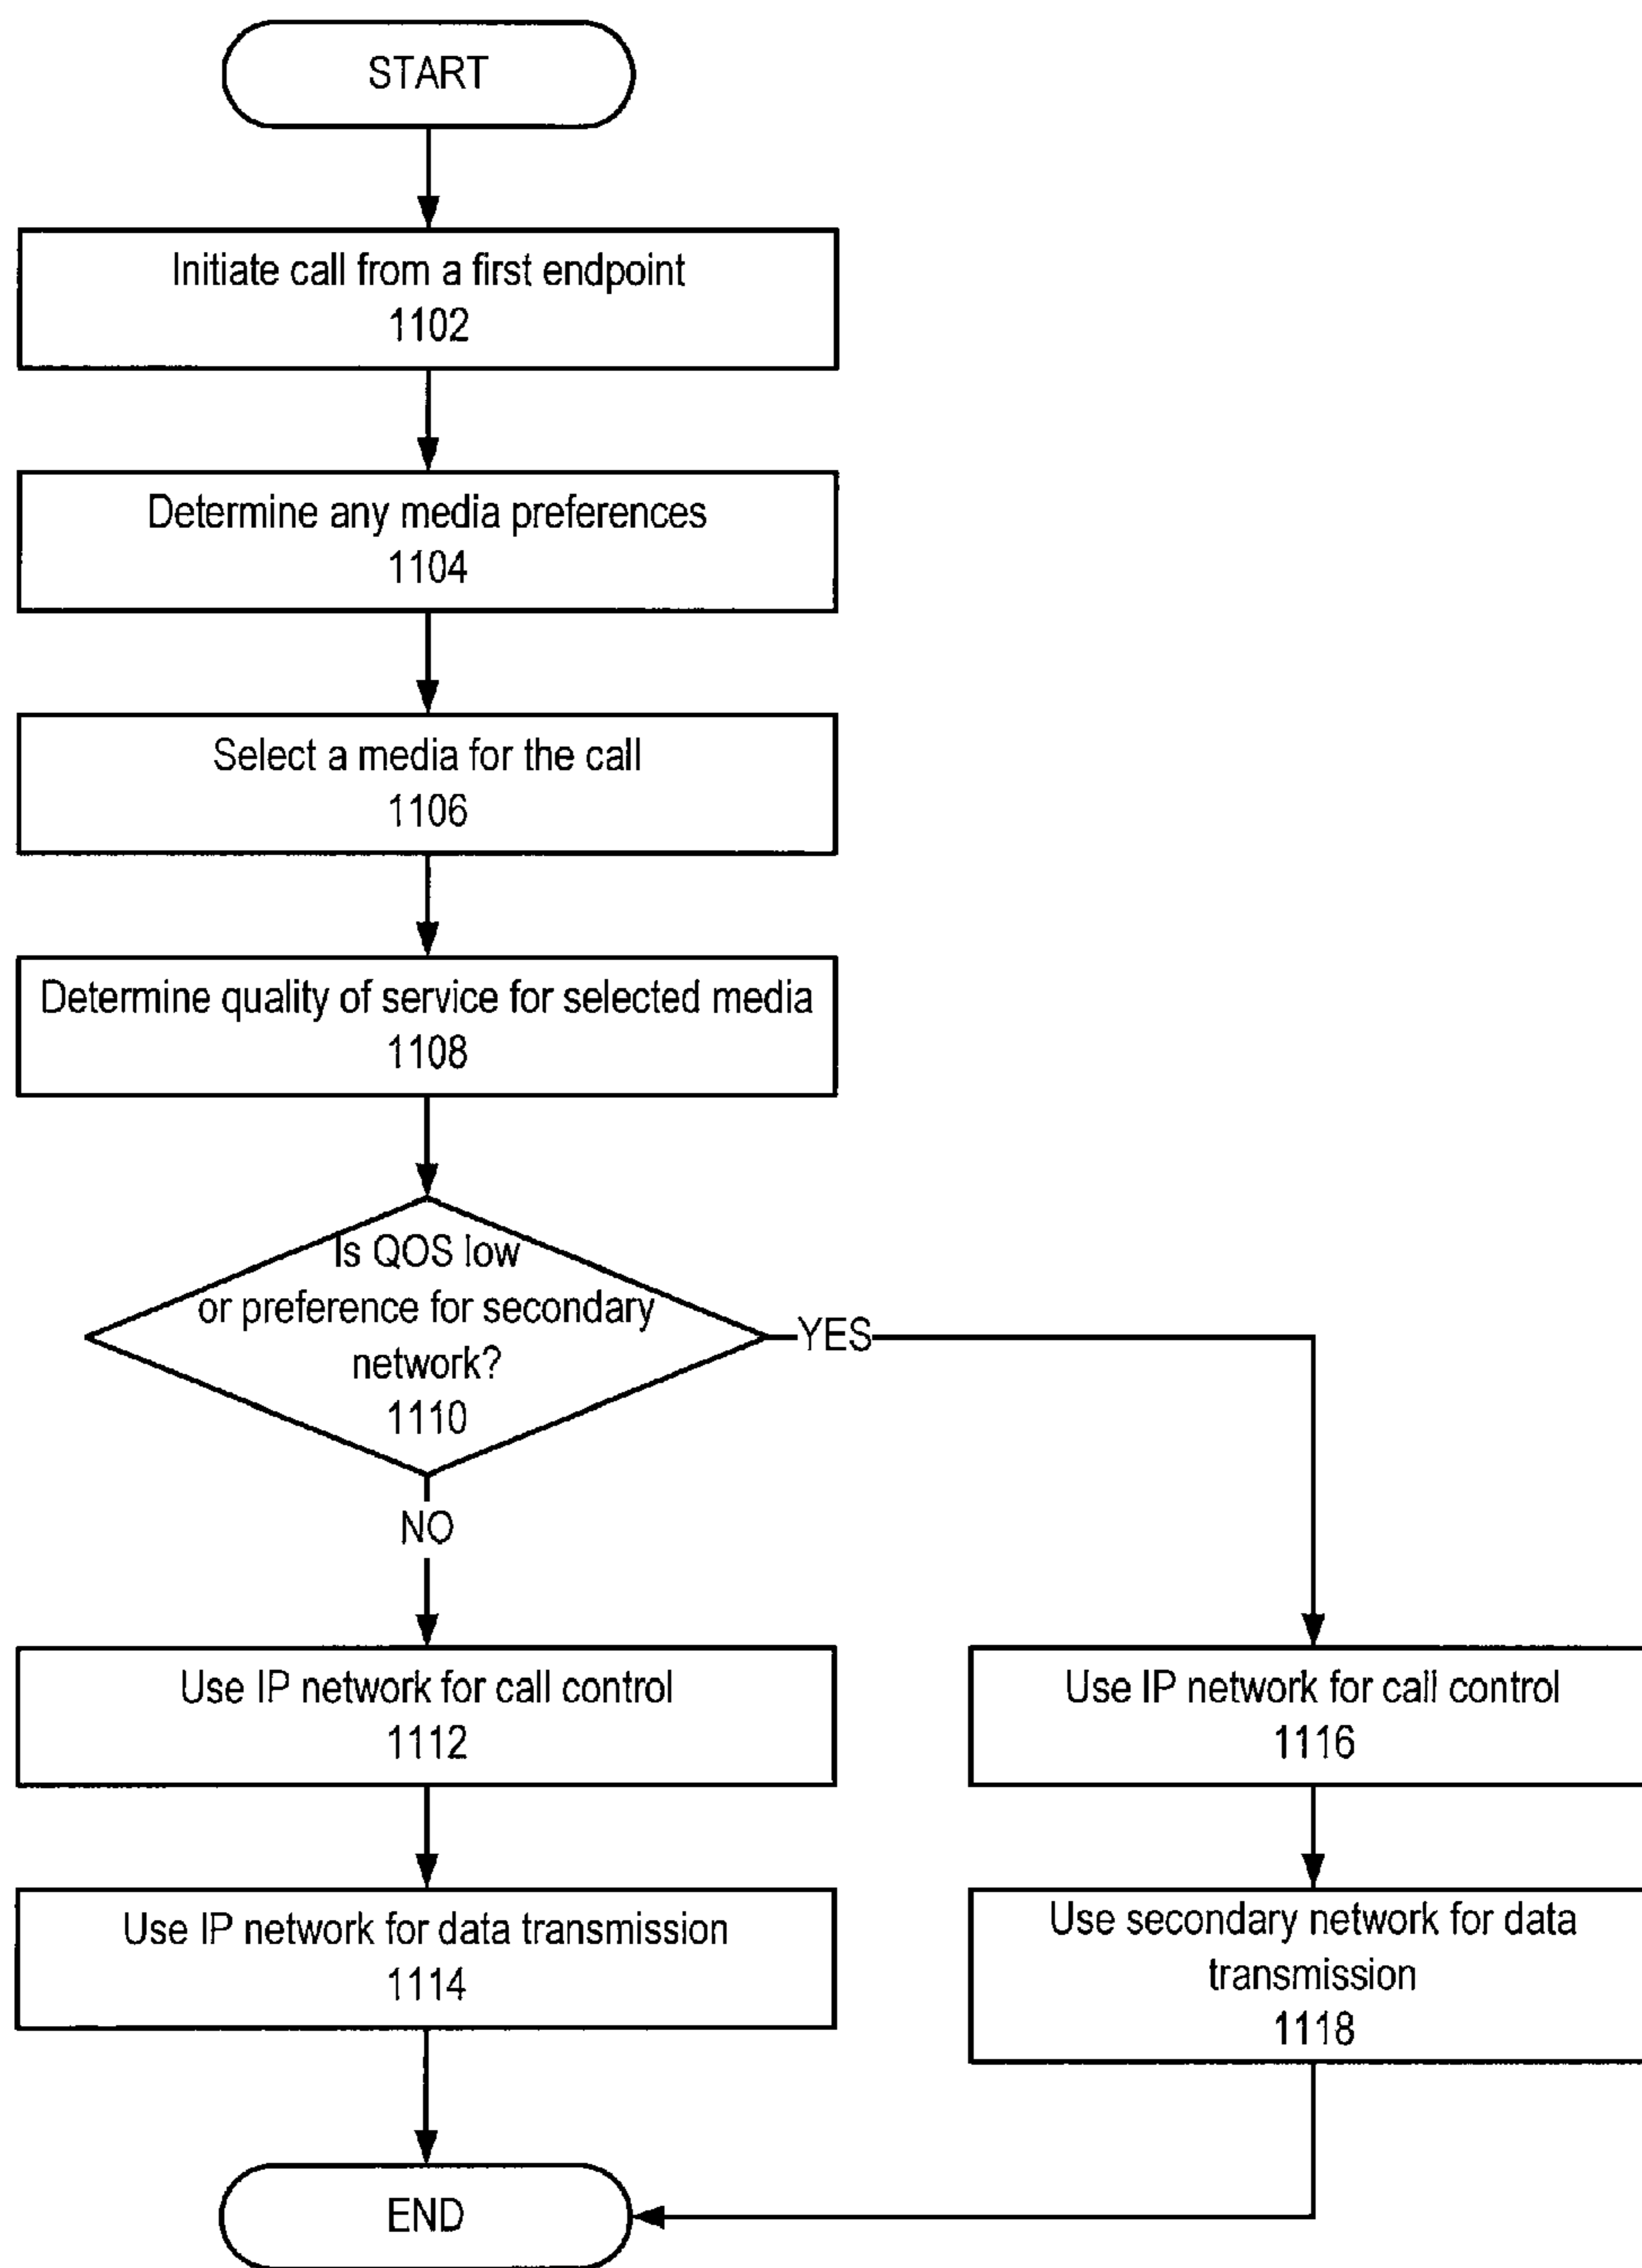 START
Initiate call from a first endpoint
1102
Determine any media preferences
1104
Select a media for the call
1106
Determine quality of service for selected media
1108
Is QOS low
or preference for secondary
network?
1110
YES
NO
Use IP network for call control
1112
Use IP network for call control
1116
Use IP network for data transmission
1114
Use secondary network for data
transmission
1118
END